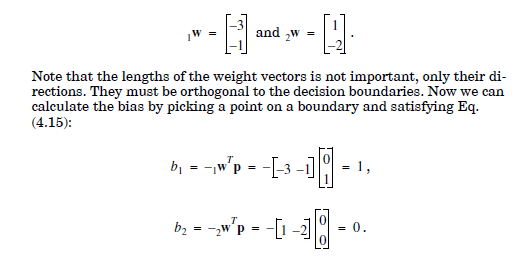 ₁w = [-3 -1] and ₂w = [1 -2].
Note that the lengths of the weight vectors is not important, only their di-
rections. They must be orthogonal to the decision boundaries. Now we can
calculate the bias by picking a point on a boundary and satisfying Eq.
(4.15):
b₁ = -₁wᵀp = -[-3 -1][0 1] = 1,
b₂ = -₂wᵀp = -[1 -2][0 0] = 0.